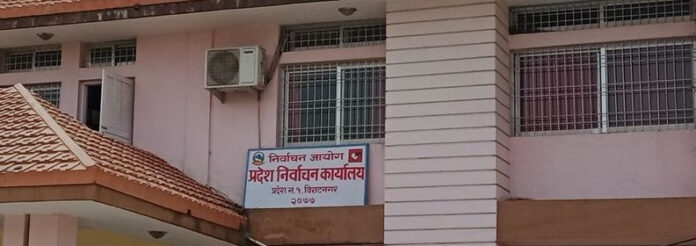 निर्वाचन आयोग
प्रदेश निर्वाचन कार्यालय
प्रदेश न.१, विराटनगर
२०७७